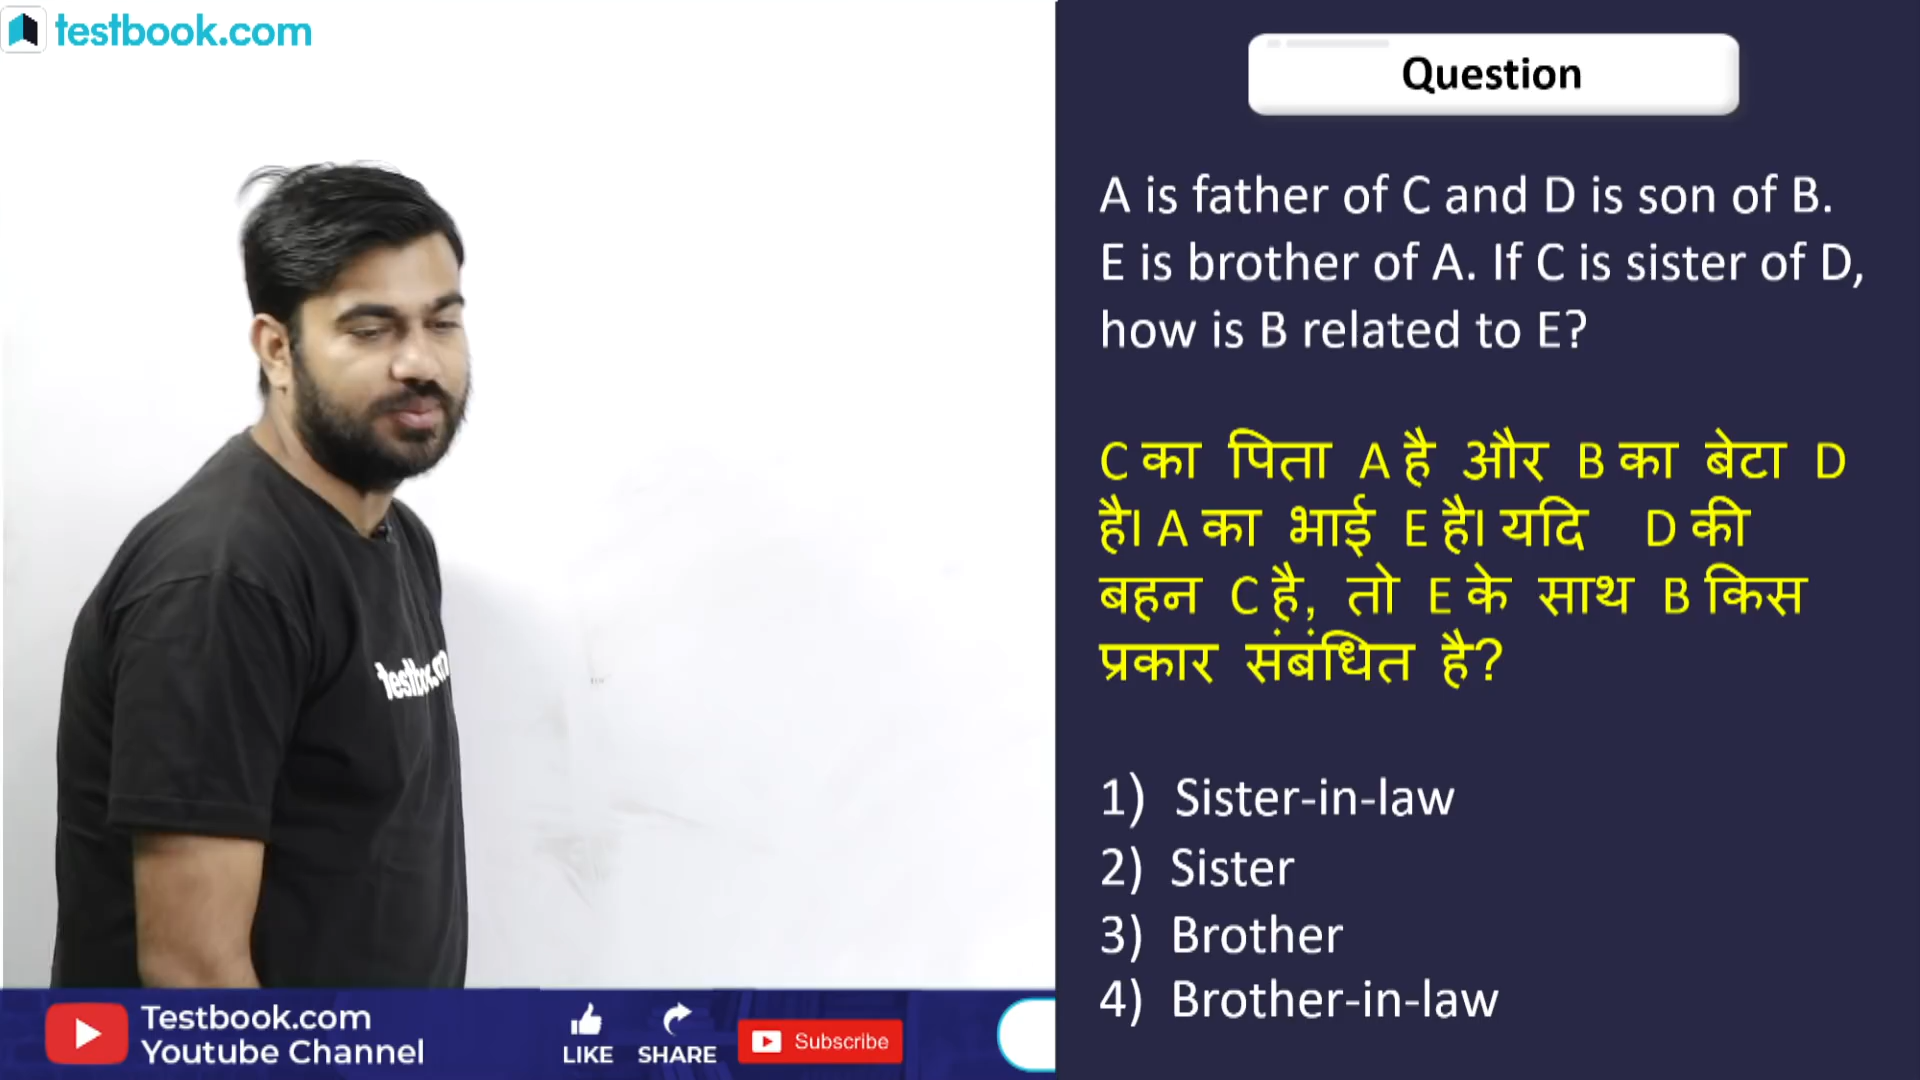 testbook.com
Question
A is father of C and D is son of B.
E is brother of A. If C is sister of D,
how is B related to E?
C का पिता A है और B का बेटा D
है। A का भाई E है। यदि D की
बहन C है, तो E के साथ B किस
प्रकार संबंधित है?
1) Sister-in-law
2) Sister
3) Brother
4) Brother-in-law
Testbook.com
Youtube Channel
LIKE
SHARE
Subscribe